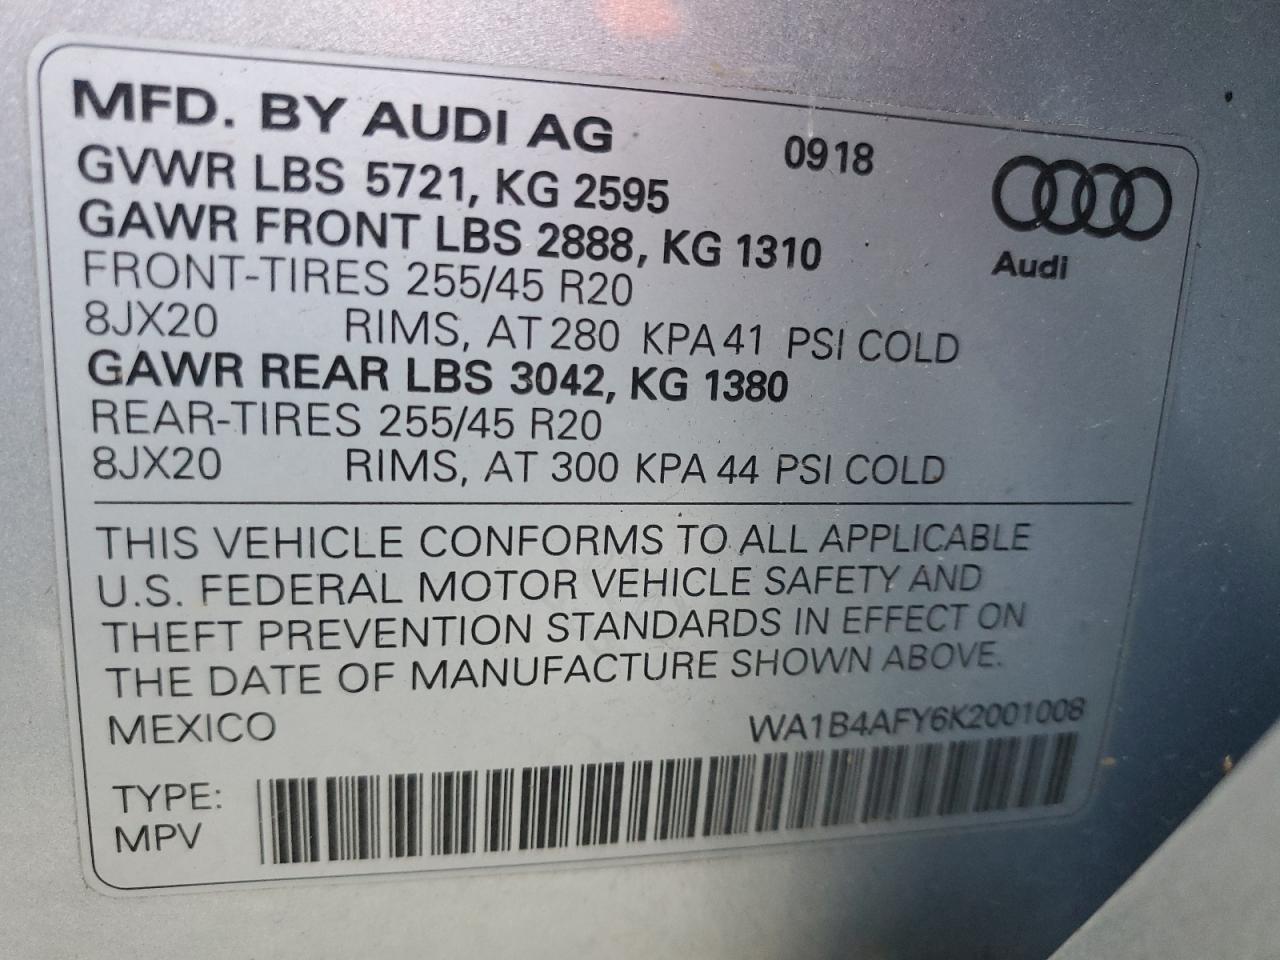 MFD. BY AUDI AG 0918
GVWR LBS 5721, KG 2595
GAWR FRONT LBS 2888, KG 1310
Audi
FRONT-TIRES 255/45 R20
8JX20 RIMS, AT 280 KPA 41 PSI COLD
GAWR REAR LBS 3042, KG 1380
REAR-TIRES 255/45 R20
8JX20 RIMS, AT 300 KPA 44 PSI COLD
THIS VEHICLE CONFORMS TO ALL APPLICABLE
U.S. FEDERAL MOTOR VEHICLE SAFETY AND
THEFT PREVENTION STANDARDS IN EFFECT ON
THE DATE OF MANUFACTURE SHOWN ABOVE.
MEXICO WA1B4AFY6K2001008
TYPE:
MPV